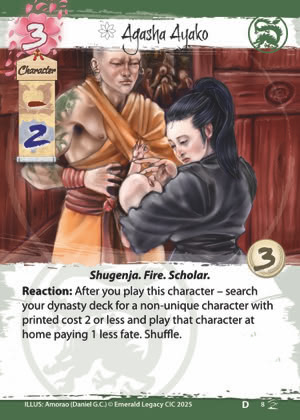 3
Agasha Ayako
Character
2
3
Shugenja. Fire. Scholar.
Reaction: After you play this character – search
your dynasty deck for a non-unique character with
printed cost 2 or less and play that character at
home paying 1 less fate. Shuffle.
ILLUS: Amorao (Daniel G.C.) © Emerald Legacy CIC 2025
D 8